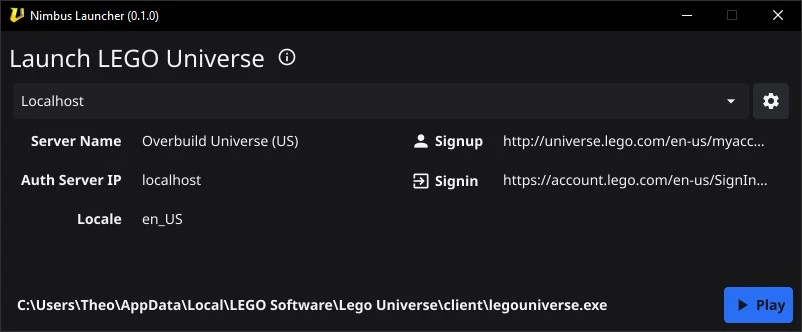 Nimbus Launcher (0.1.0)
Launch LEGO Universe
Localhost
Server Name Overbuild Universe (US) Signup http://universe.lego.com/en-us/myacc...
Auth Server IP localhost Signin https://account.lego.com/en-us/SignIn...
Locale en_US
C:\Users\Theo\AppData\Local\LEGO Software\Lego Universe\client\legouniverse.exe Play